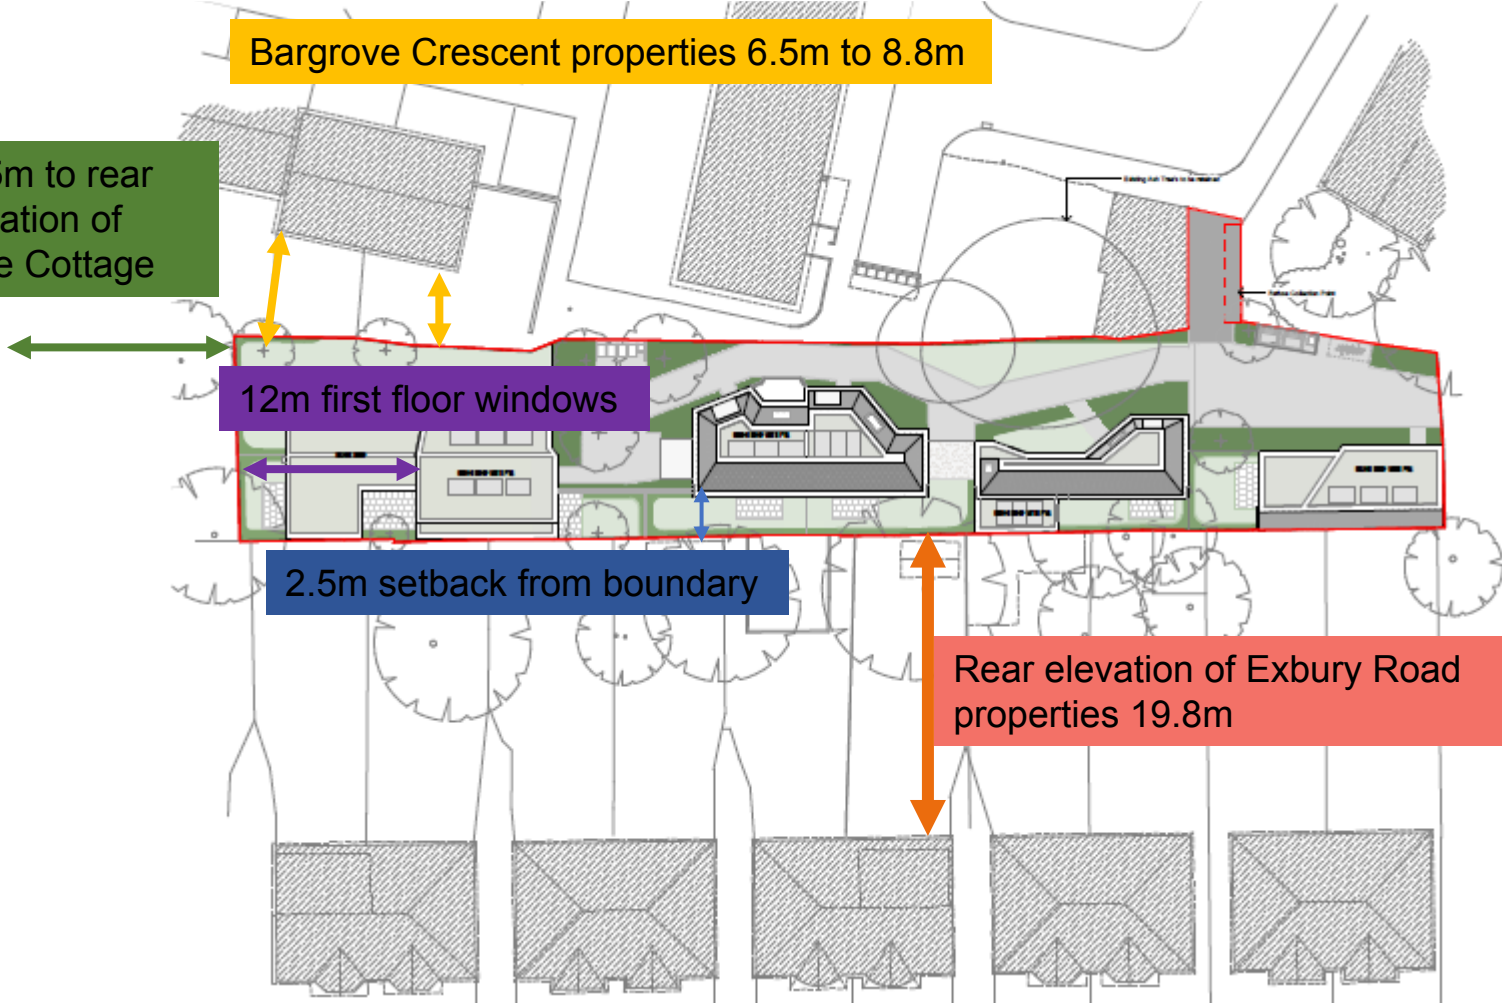 Bargrove Crescent properties 6.5m to 8.8m
m to rear
ation of
e Cottage
12m first floor windows
2.5m setback from boundary
Rear elevation of Exbury Road
properties 19.8m